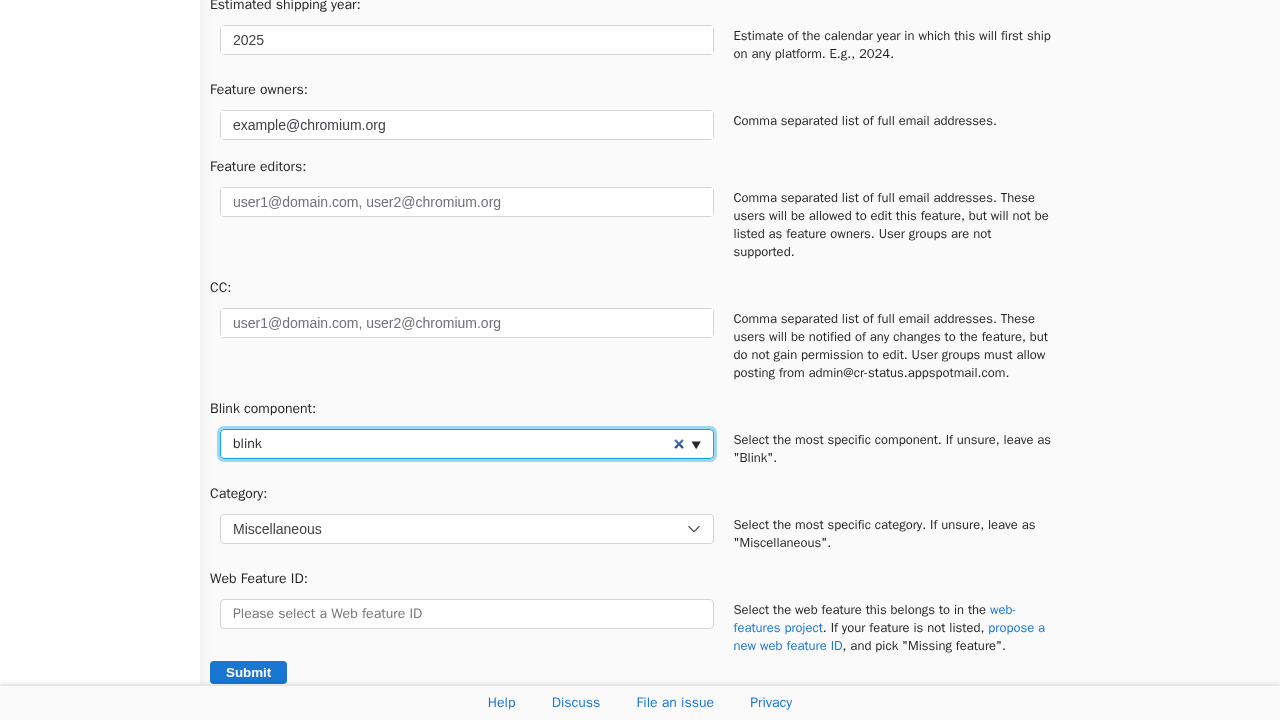 Estimated shipping year:
2025
Estimate of the calendar year in which this will first ship
on any platform. E.g., 2024.
Feature owners:
example@chromium.org
Comma separated list of full email addresses.
Feature editors:
user1@domain.com, user2@chromium.org
Comma separated list of full email addresses. These
users will be allowed to edit this feature, but will not be
listed as feature owners. User groups are not
supported.
CC:
user1@domain.com, user2@chromium.org
Comma separated list of full email addresses. These
users will be notified of any changes to the feature, but
do not gain permission to edit. User groups must allow
posting from admin@cr-status.appspotmail.com.
Blink component:
blink
Select the most specific component. If unsure, leave as
"Blink".
Category:
Miscellaneous
Select the most specific category. If unsure, leave as
"Miscellaneous".
Web Feature ID:
Please select a Web feature ID
Select the web feature this belongs to in the web-
features project. If your feature is not listed, propose a
new web feature ID, and pick "Missing feature".
Submit
Help Discuss File an issue Privacy